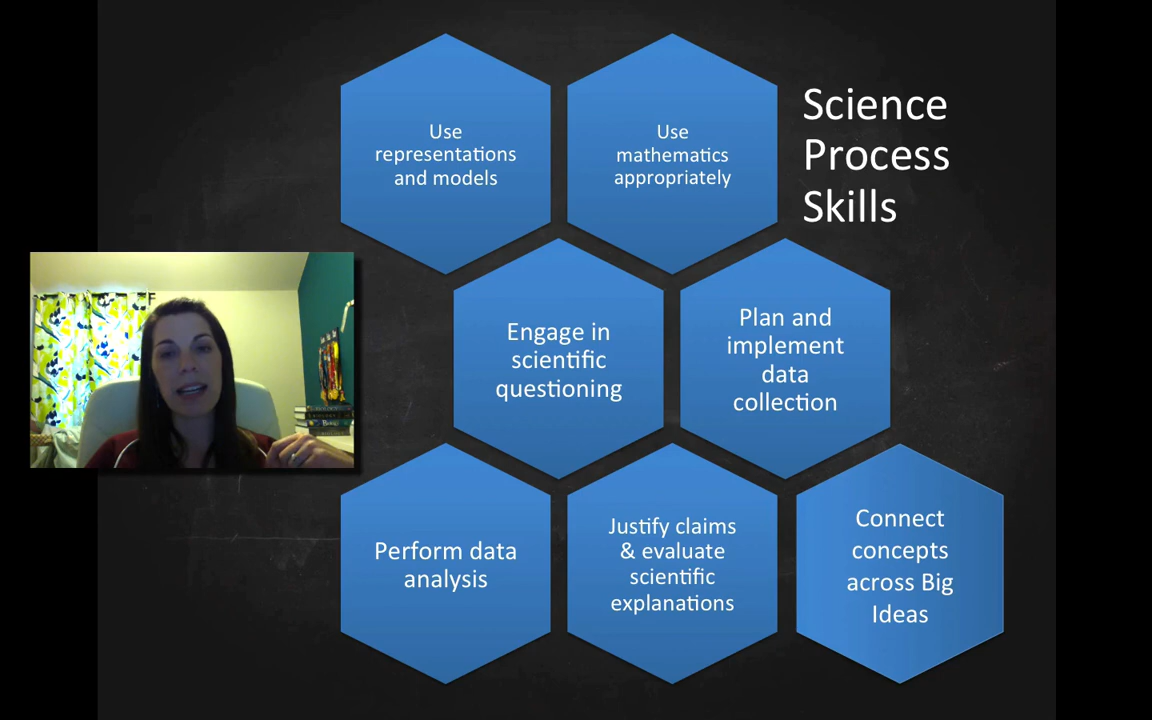 Science
Process
Skills
Use
representations
and models
Use
mathematics
appropriately
Engage in
scientific
questioning
Plan and
implement
data
collection
Perform data
analysis
Justify claims
& evaluate
scientific
explanations
Connect
concepts
across Big
Ideas